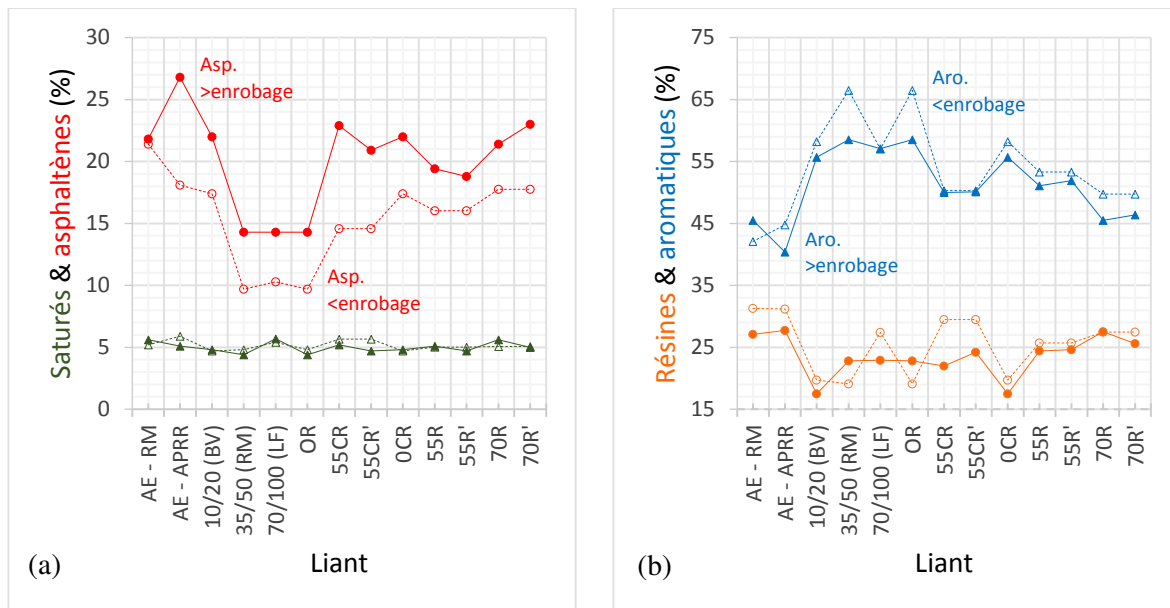 30
25
20
15
10
5
0
Saturés & asphaltènes (%)
Asp.
>enrobage
Asp.
<enrobage
AE - RM
AE - APRR
10/20 (BV)
35/50 (RM)
70/100 (LF)
OR
55CR
55CR'
0CR
55R
55R'
70R
70R'
(a)
Liant
75
65
55
45
35
25
15
Résines & aromatiques (%)
Aro.
<enrobage
Aro.
>enrobage
AE - RM
AE - APRR
10/20 (BV)
35/50 (RM)
70/100 (LF)
OR
55CR
55CR'
0CR
55R
55R'
70R
70R'
(b)
Liant